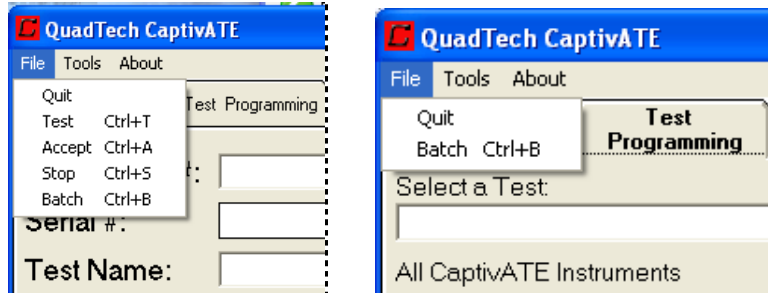 QuadTech CaptivATE
File Tools About
Quit
Test Ctrl+T
Accept Ctrl+A
Stop Ctrl+S
Batch Ctrl+B
Test Programming
#:
Serial #:
Test Name:
QuadTech CaptivATE
File Tools About
Quit
Batch Ctrl+B
Test
Programming
Select a Test:
All CaptivATE Instruments